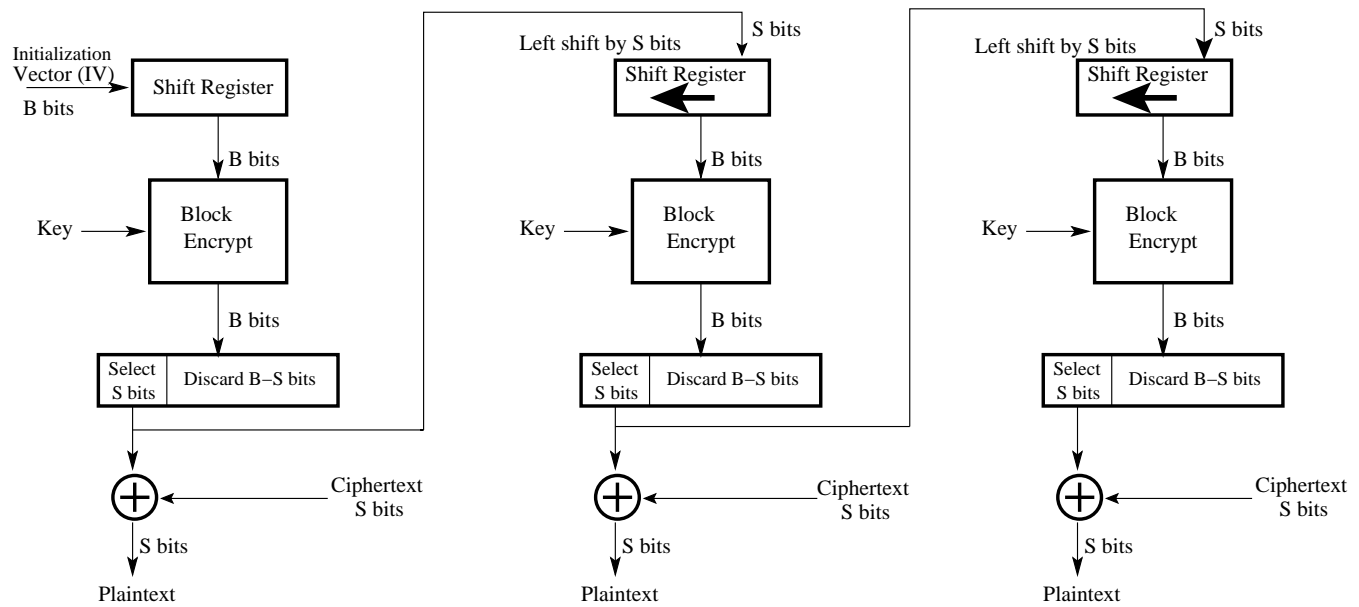 S bits
S bits
Left shift by S bits
Left shift by S bits
Initialization
Vector (IV)
B bits
Shift Register
Shift Register
Shift Register
B bits
B bits
B bits
Key
Block
Encrypt
Key
Block
Encrypt
Key
Block
Encrypt
B bits
B bits
B bits
Select
S bits
Discard B−S bits
Select
S bits
Discard B−S bits
Select
S bits
Discard B−S bits
Ciphertext
S bits
Ciphertext
S bits
Ciphertext
S bits
S bits
S bits
S bits
Plaintext
Plaintext
Plaintext